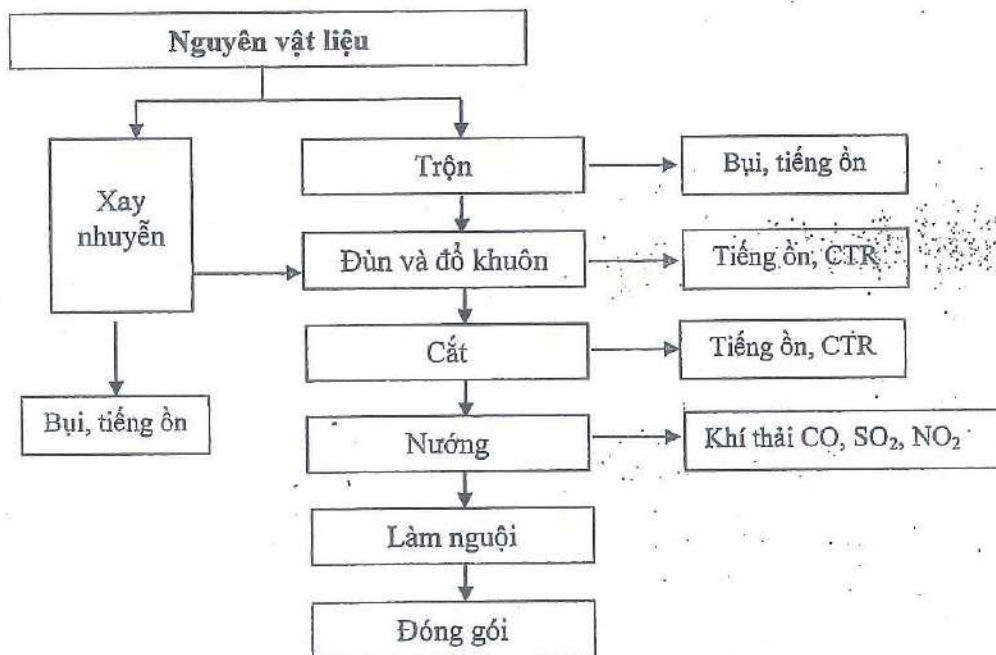 Nguyên vật liệu
Trộn
Bụi, tiếng ồn
Xay
nhuyễn
Đùn và đổ khuôn
Tiếng ồn, CTR
Cắt
Tiếng ồn, CTR
Bụi, tiếng ồn
Nướng
Khí thải CO, SO₂, NO₂
Làm nguội
Đóng gói